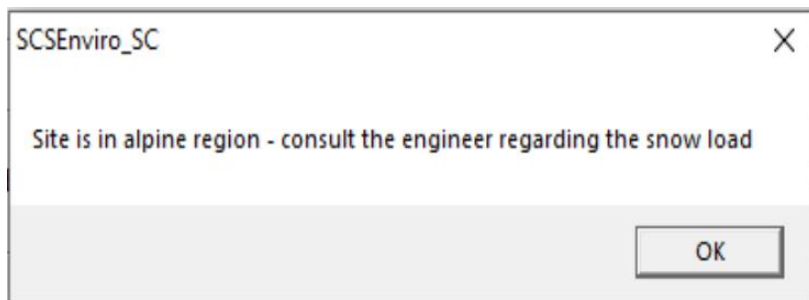 SCSEnviro_SC
Site is in alpine region - consult the engineer regarding the snow load
OK